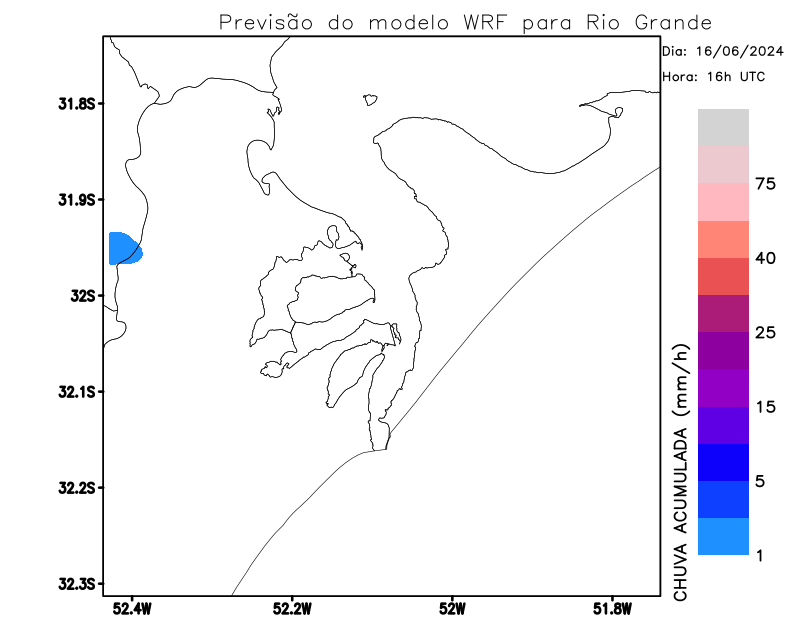 Previsão do modelo WRF para Rio Grande
Dia: 16/06/2024
Hora: 16h UTC
31.8S
31.9S
32S
32.1S
32.2S
32.3S
52.4W
52.2W
52W
51.8W
CHUVA ACUMULADA (mm/h)
75
40
25
15
5
1